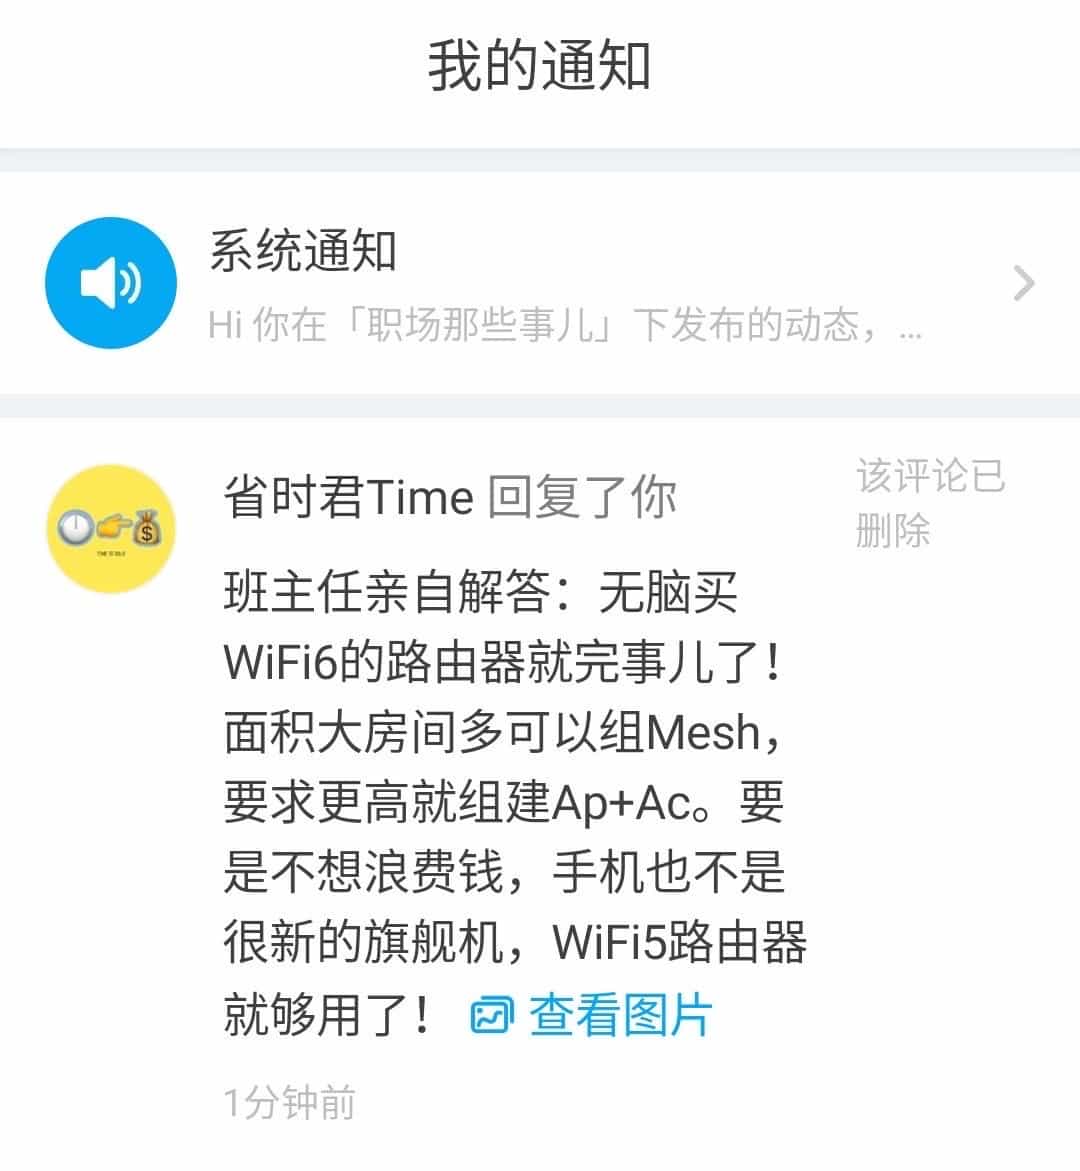 我的通知
系统通知
Hi 你在「职场那些事儿」下发布的动态，...
省时君Time 回复了你
该评论已
删除
班主任亲自解答：无脑买
WiFi6的路由器就完事儿了！
面积大房间多可以组Mesh，
要求更高就组建Ap+Ac。要
是不想浪费钱，手机也不是
很新的旗舰机，WiFi5路由器
就够用了！ 查看图片
1分钟前